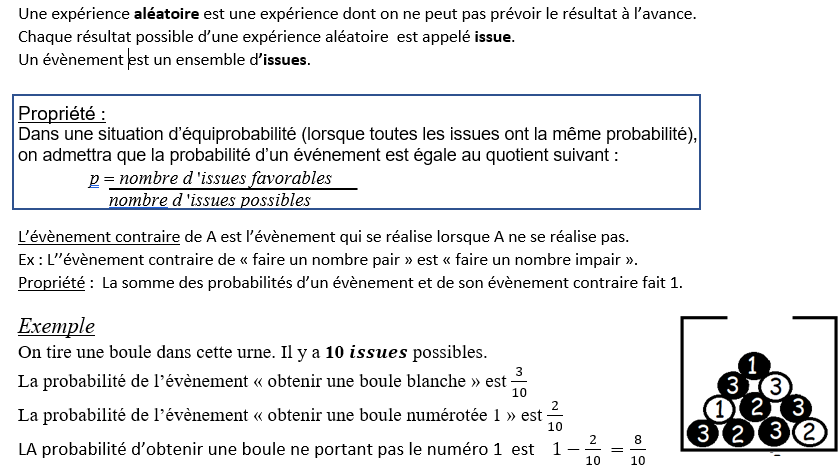 Une expérience aléatoire est une expérience dont on ne peut pas prévoir le résultat à l’avance.
Chaque résultat possible d’une expérience aléatoire est appelé issue.
Un évènement est un ensemble d’issues.
Propriété :
Dans une situation d’équiprobabilité (lorsque toutes les issues ont la même probabilité),
on admettra que la probabilité d’un événement est égale au quotient suivant :
p = nombre d 'issues favorables
nombre d 'issues possibles
L’évènement contraire de A est l’évènement qui se réalise lorsque A ne se réalise pas.
Ex : L’’évènement contraire de « faire un nombre pair » est « faire un nombre impair ».
Propriété : La somme des probabilités d’un évènement et de son évènement contraire fait 1.
Exemple
On tire une boule dans cette urne. Il y a 10 issues possibles.
La probabilité de l’évènement « obtenir une boule blanche » est 3/10
La probabilité de l’évènement « obtenir une boule numérotée 1 » est 2/10
LA probabilité d’obtenir une boule ne portant pas le numéro 1 est 1 − 2/10 = 8/10
1
3 3
1 2 3
3 2 3 2